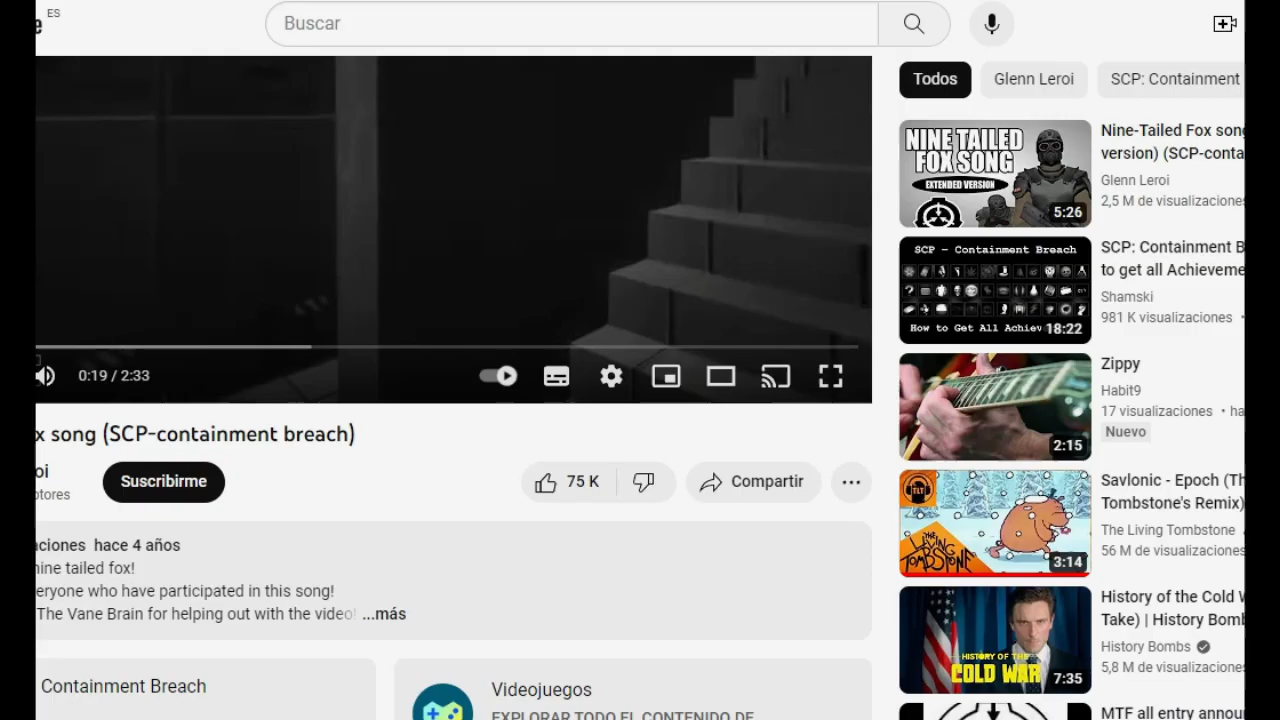 ES
Buscar
0:19 / 2:33
x song (SCP-containment breach)
oi
Suscribirme
75 K
Compartir
hace 4 años
nine tailed fox!
eryone who have participated in this song!
The Vane Brain for helping out with the video!
...más
Containment Breach
Videojuegos
EXPLORAR TODO EL CONTENIDO DE
Todos
Glenn Leroi
SCP: Containment
NINE TAILED
FOX SONG
EXTENDED VERSION
5:26
Nine-Tailed Fox song
version) (SCP-conta
Glenn Leroi
2,5 M de visualizaciones
SCP - Containment Breach
How to Get All Achiev
18:22
SCP: Containment B
to get all Achieveme
Shamski
981 K visualizaciones •
2:15
Zippy
Habit9
17 visualizaciones • ha
Nuevo
TLT
THE
LIVING
TOMBSTONE
3:14
Savlonic - Epoch (Th
Tombstone's Remix)
The Living Tombstone
56 M de visualizaciones
HISTORY OF THE
COLD WAR
7:35
History of the Cold W
Take) | History Bomb
History Bombs
5,8 M de visualizaciones
MTF all entry announ